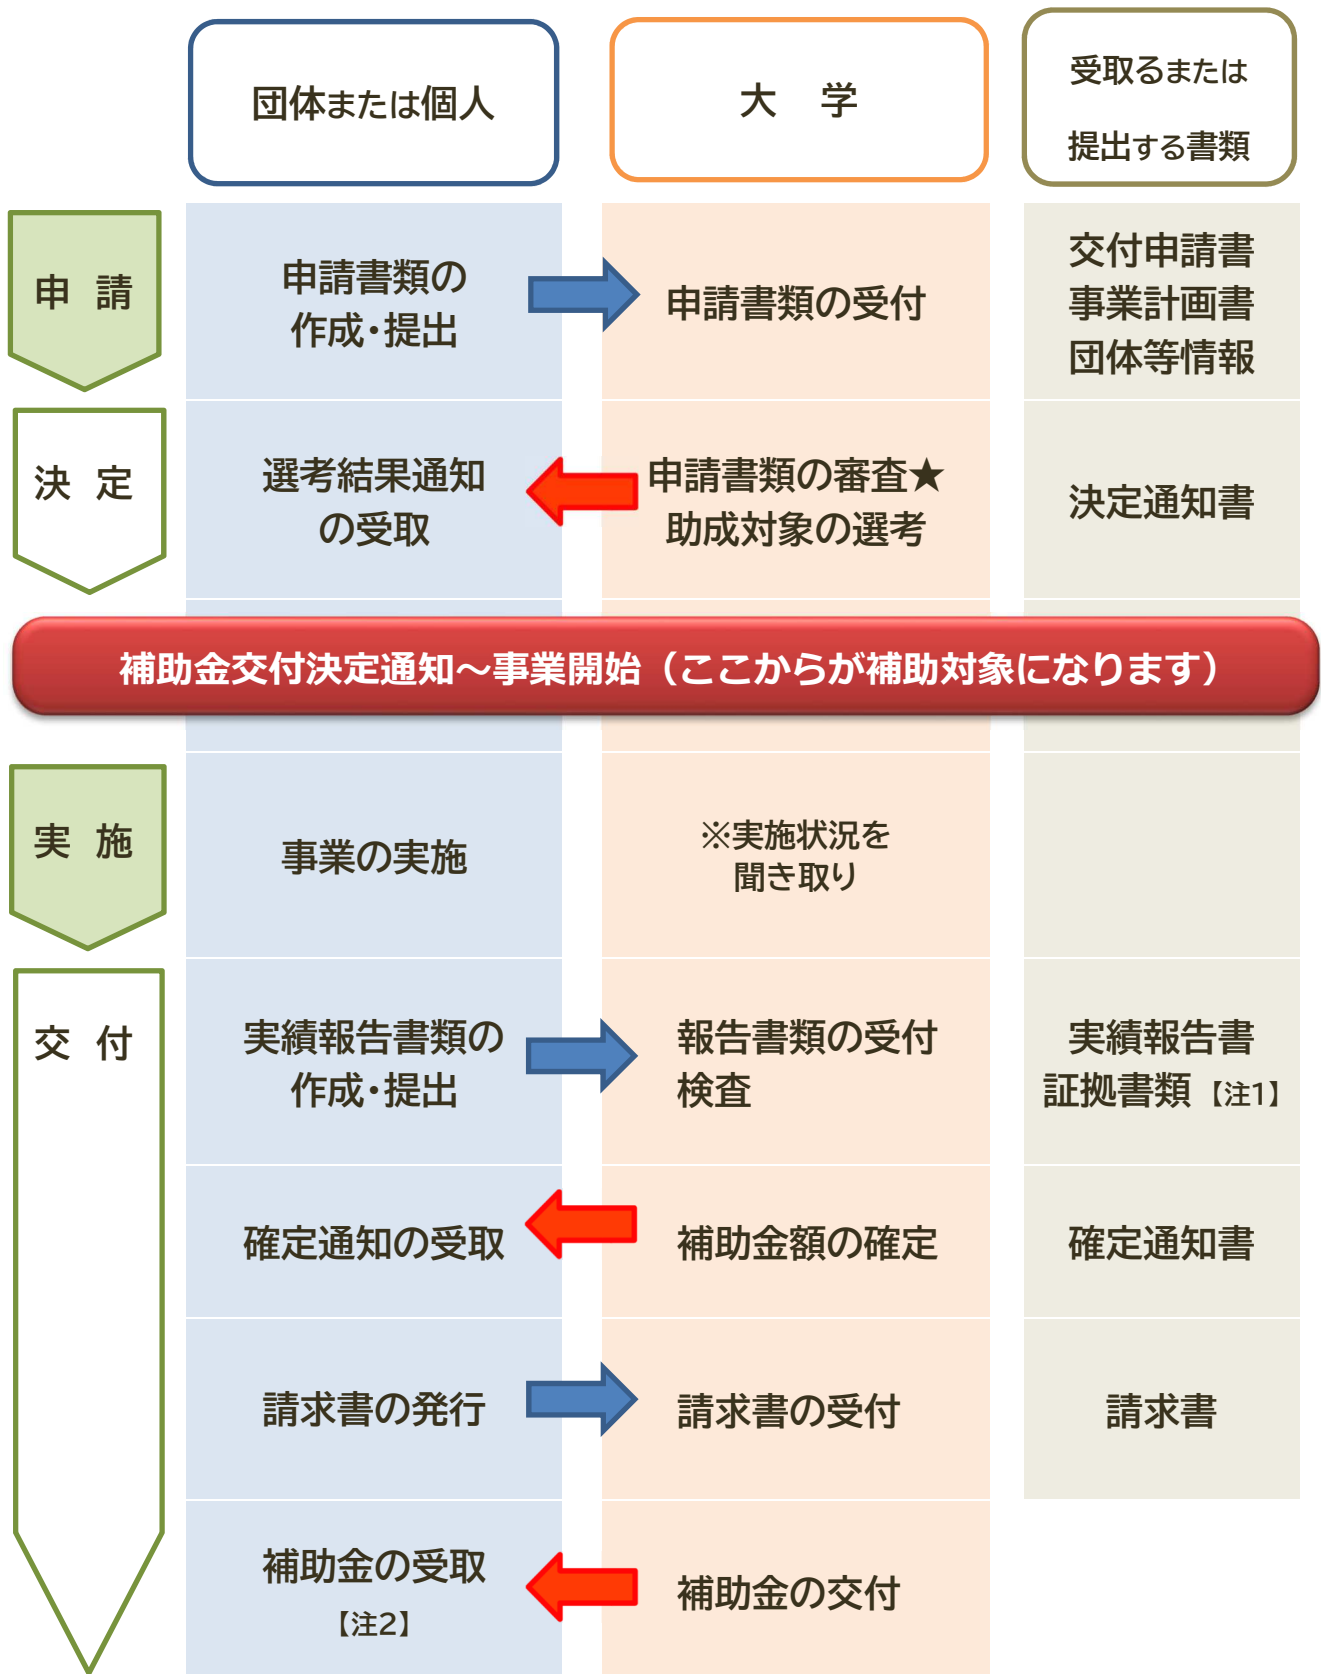 団体または個人
大　学
受取るまたは
提出する書類
申 請
申請書類の
作成・提出
申請書類の受付
交付申請書
事業計画書
団体等情報
決 定
選考結果通知
の受取
申請書類の審査★
助成対象の選考
決定通知書
補助金交付決定通知～事業開始（ここからが補助対象になります）
実 施
事業の実施
※実施状況を
聞き取り
交 付
実績報告書類の
作成・提出
報告書類の受付
検査
実績報告書
証拠書類【注1】
確定通知の受取
補助金額の確定
確定通知書
請求書の発行
請求書の受付
請求書
補助金の受取
【注2】
補助金の交付